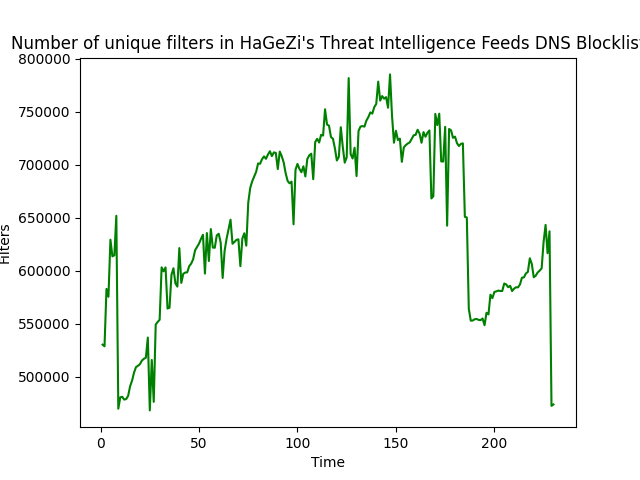 Number of unique filters in HaGeZi's Threat Intelligence Feeds DNS Blocklist
800000
750000
700000
650000
600000
550000
500000
Filters
0 50 100 150 200
Time